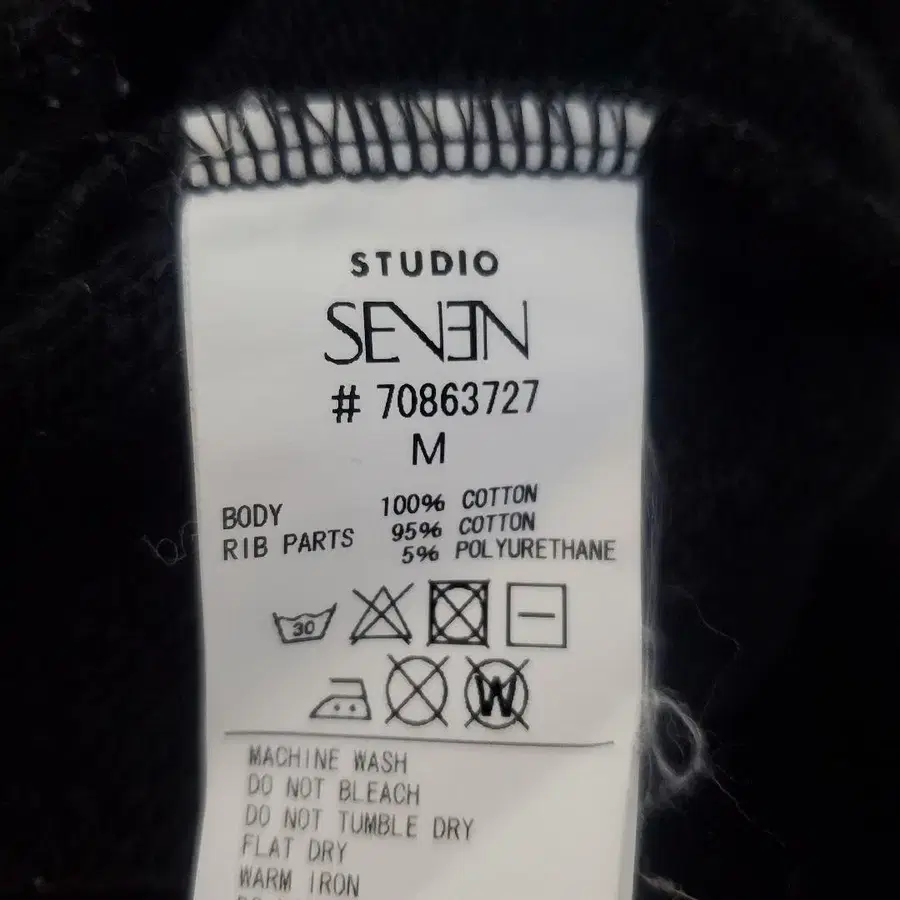 STUDIO
SEVEN
# 70863727
M
BODY 100% COTTON
RIB PARTS 95% COTTON
5% POLYURETHANE
30
W
MACHINE WASH
DO NOT BLEACH
DO NOT TUMBLE DRY
FLAT DRY
WARM IRON